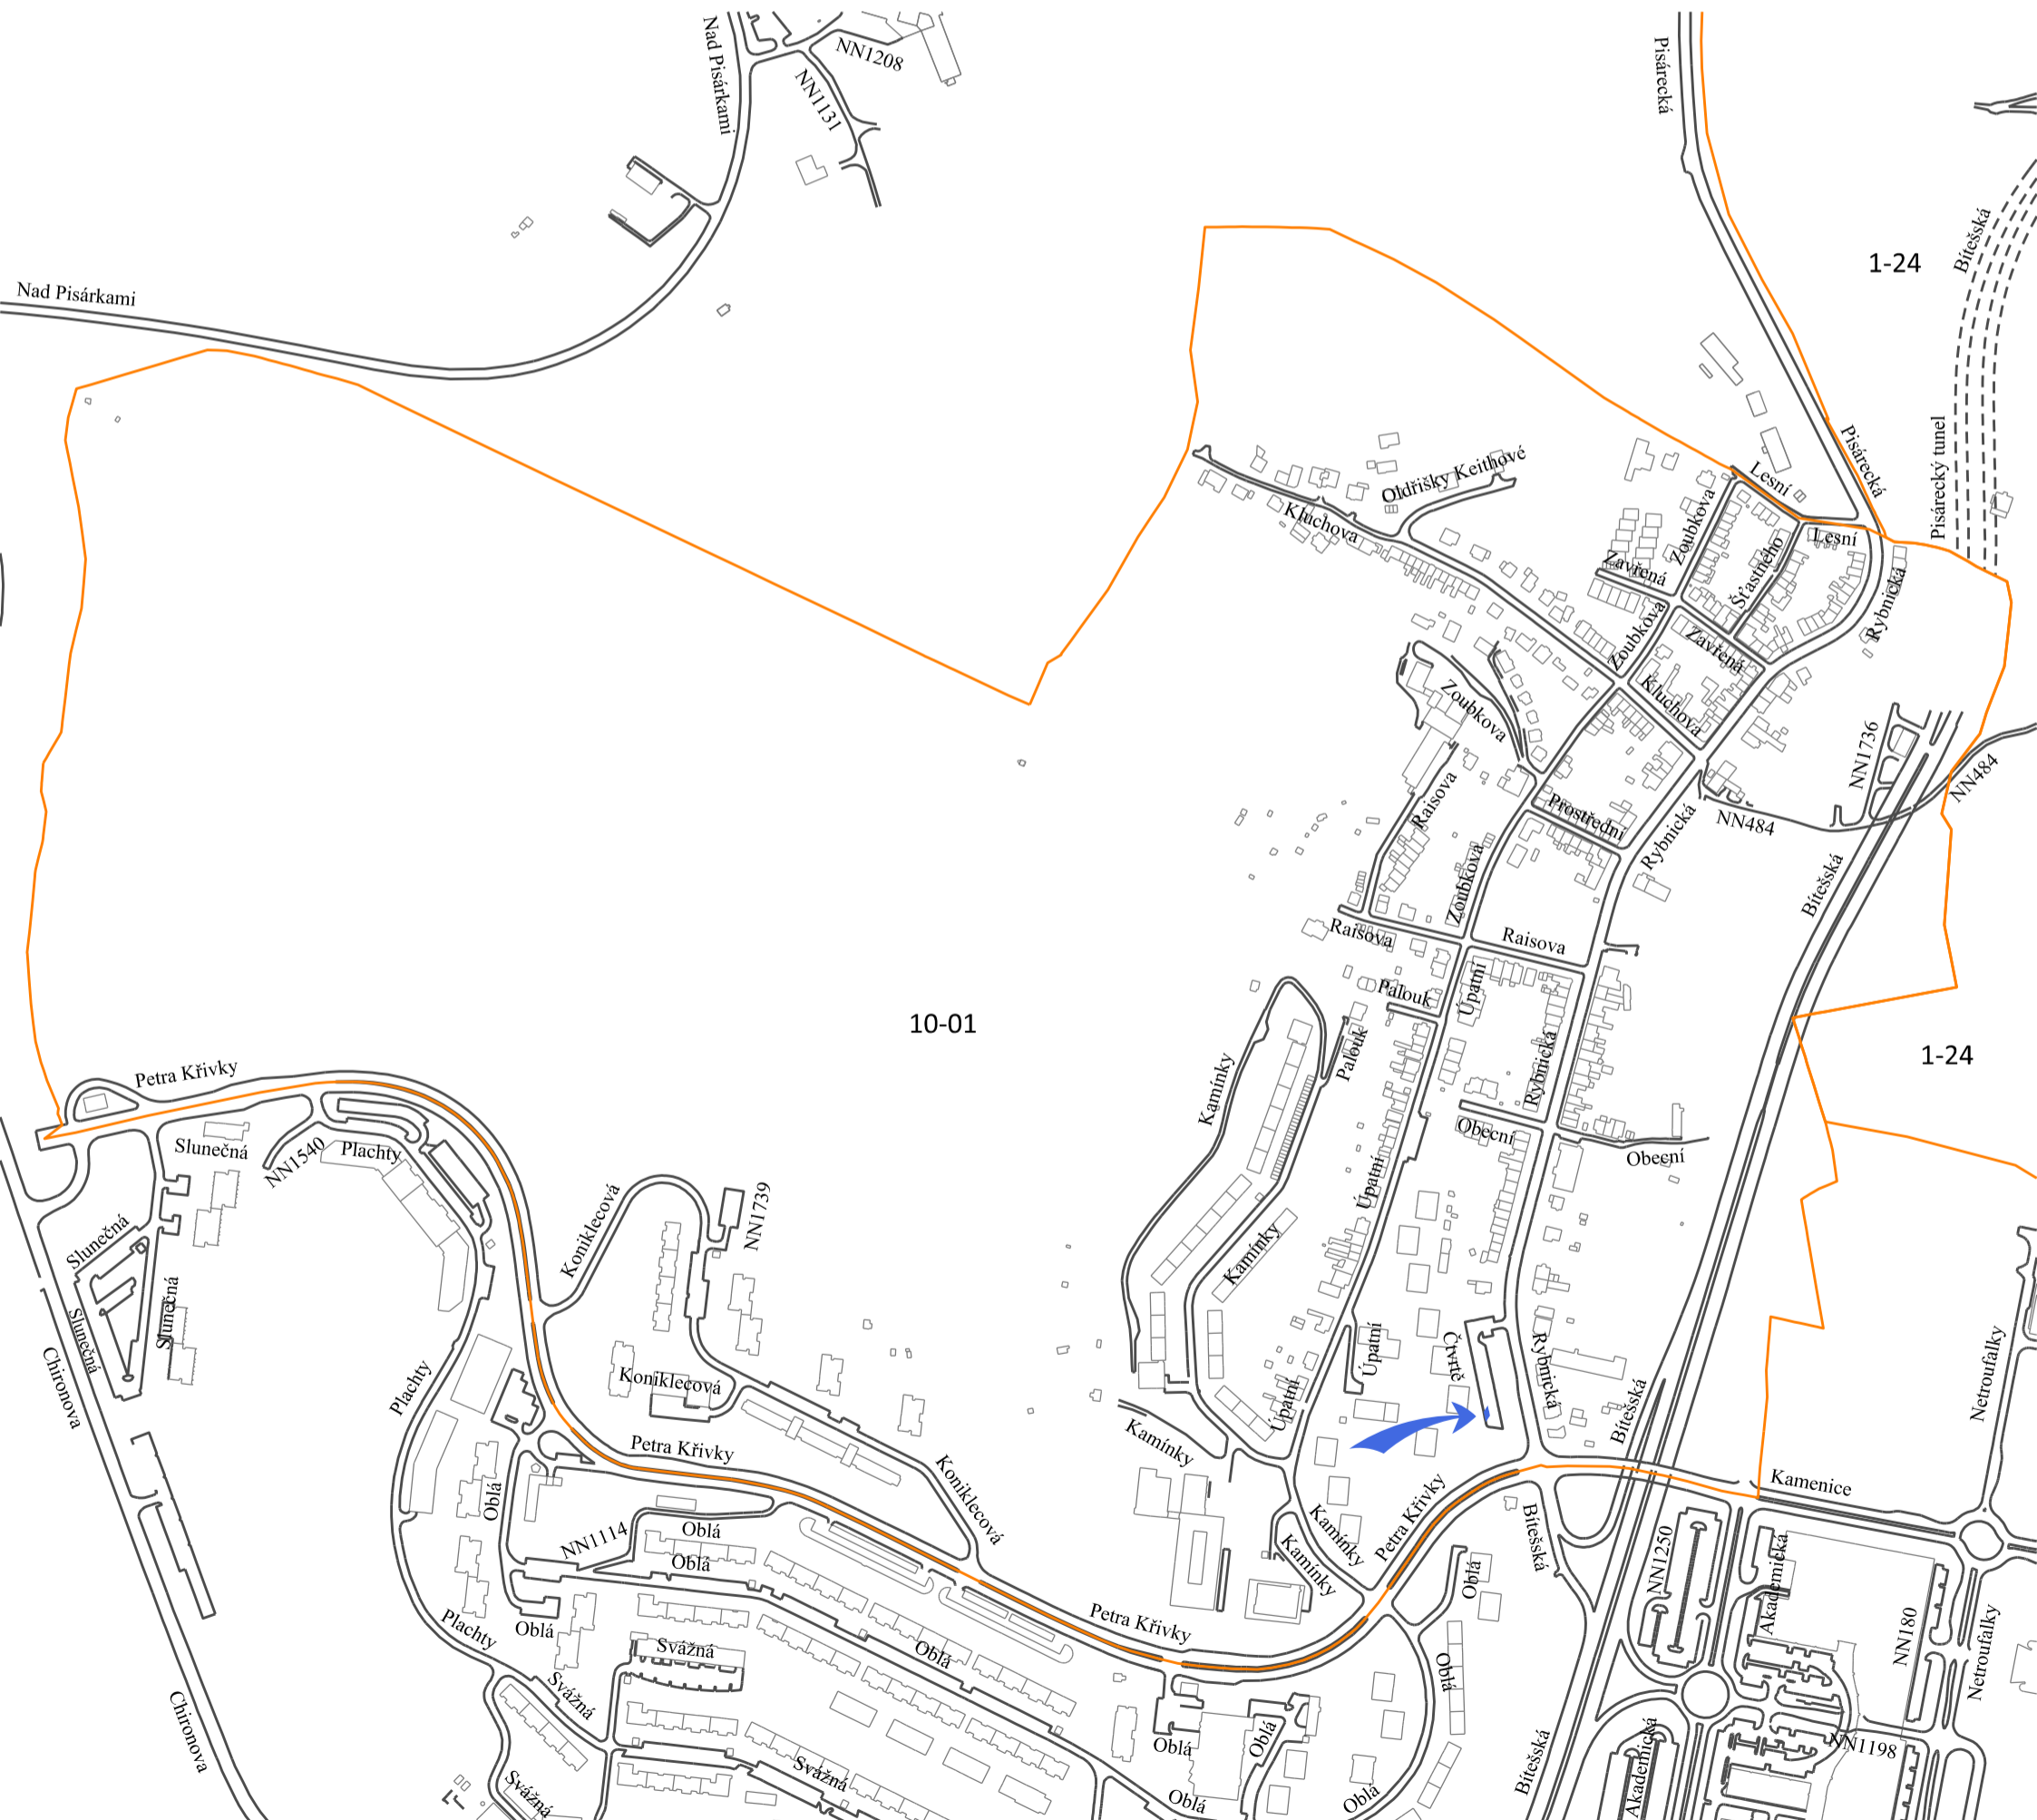 Nad Pisárkami
NN1208
NN1131
Pisárecká
Bítešská
1-24
Nad Pisárkami
Pisárecký tunel
Pisárecká
Lesní
Oldřišky Keithové
Kluchova
Zoubkova
Lesní
Šťastného
Zavřená
Rybnická
Zoubkova
Zavřená
Kluchova
Zoubkova
NN1736
NN484
Raisova
Prostřední
Rybnická
NN484
Zoubkova
Bítešská
Raisova
Raisova
Palouk
Úpatní
10-01
1-24
Petra Křivky
Kamínky
Palouk
Rybnická
Obecní
Obecní
Slunečná
NN1540
Plachty
Úpatní
Koniklecová
NN1739
Slunečná
Kamínky
Slunečná
Slunečná
Chironova
Plachty
Koniklecová
Úpatní
Čtvrtě
Rybnická
Úpatní
Bítešská
Netroufalky
Petra Křivky
Kamínky
Koniklecová
Kamenice
Oblá
NN1114
Oblá
Oblá
Kamínky
Petra Křivky
Kamínky
Bítešská
Oblá
NN1250
Akademická
Plachty
Oblá
Svážná
Oblá
Petra Křivky
Oblá
NN180
Netroufalky
Svážná
Chironova
Oblá
Oblá
Akademická
NN1198
Svážná
Svážná
Oblá
Oblá
Bítešská